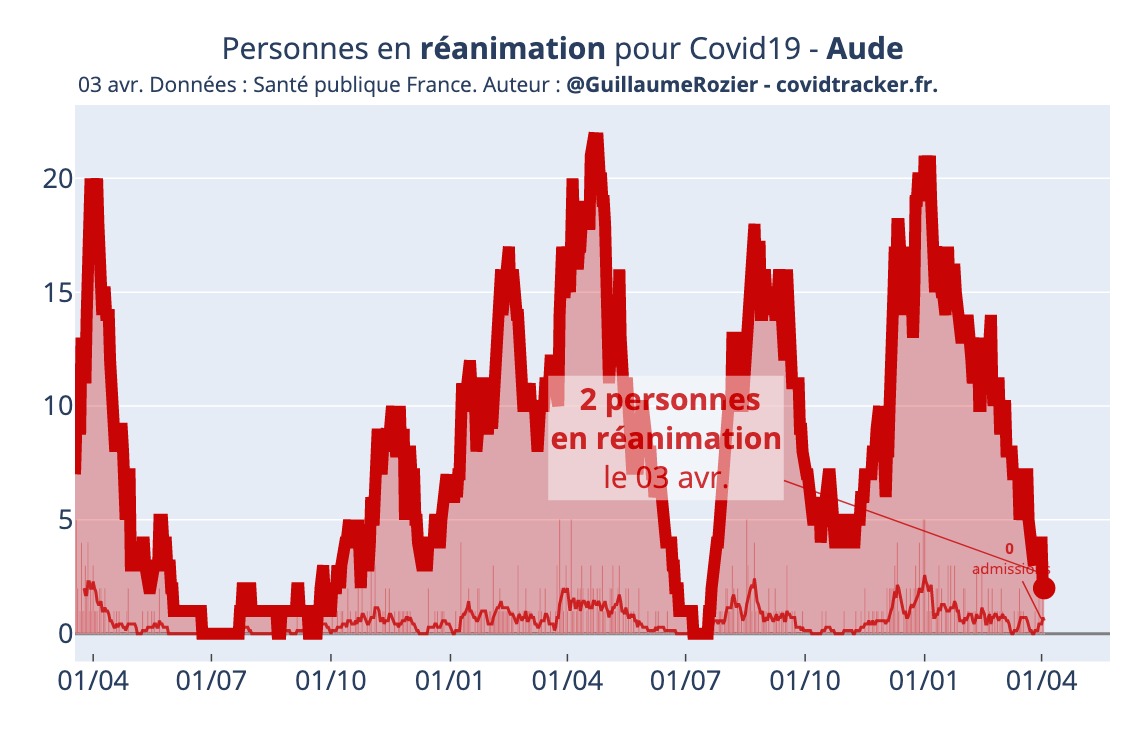 Personnes en réanimation pour Covid19 - Aude
03 avr. Données : Santé publique France. Auteur : @GuillaumeRozier - covidtracker.fr.
20
15
10
5
0
2 personnes
en réanimation
le 03 avr.
0
admissions
01/04
01/07
01/10
01/01
01/04
01/07
01/10
01/01
01/04